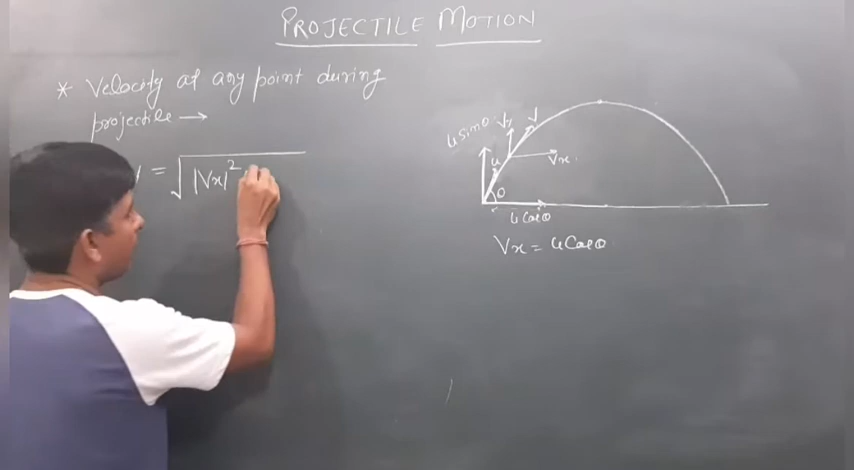 PROJECTILE MOTION
* Velocity at any point during
projectile →
V = √|Vx|²
u sinθ
Vy
V
u
Vx
θ
u Cosθ
Vx = u Cosθ